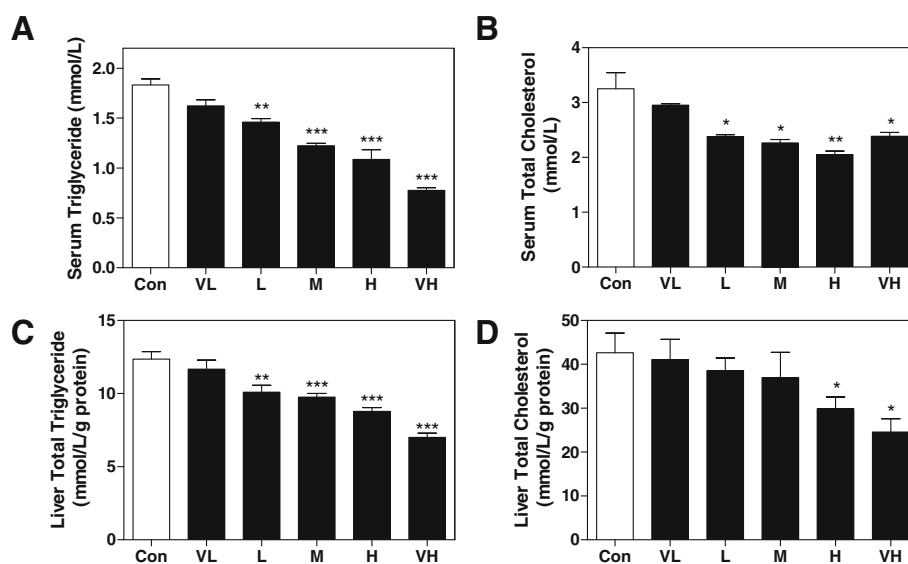 A
Serum Triglyceride (mmol/L)
2.0
1.5
1.0
0.5
0.0
**
***
***
***
Con VL L M H VH
B
Serum Total Cholesterol
(mmol/L)
4
3
2
1
0
*
*
**
*
Con VL L M H VH
C
Liver Total Triglyceride
(mmol/L/g protein)
15
10
5
0
**
***
***
***
Con VL L M H VH
D
Liver Total Cholesterol
(mmol/L/g protein)
50
40
30
20
10
0
*
*
Con VL L M H VH